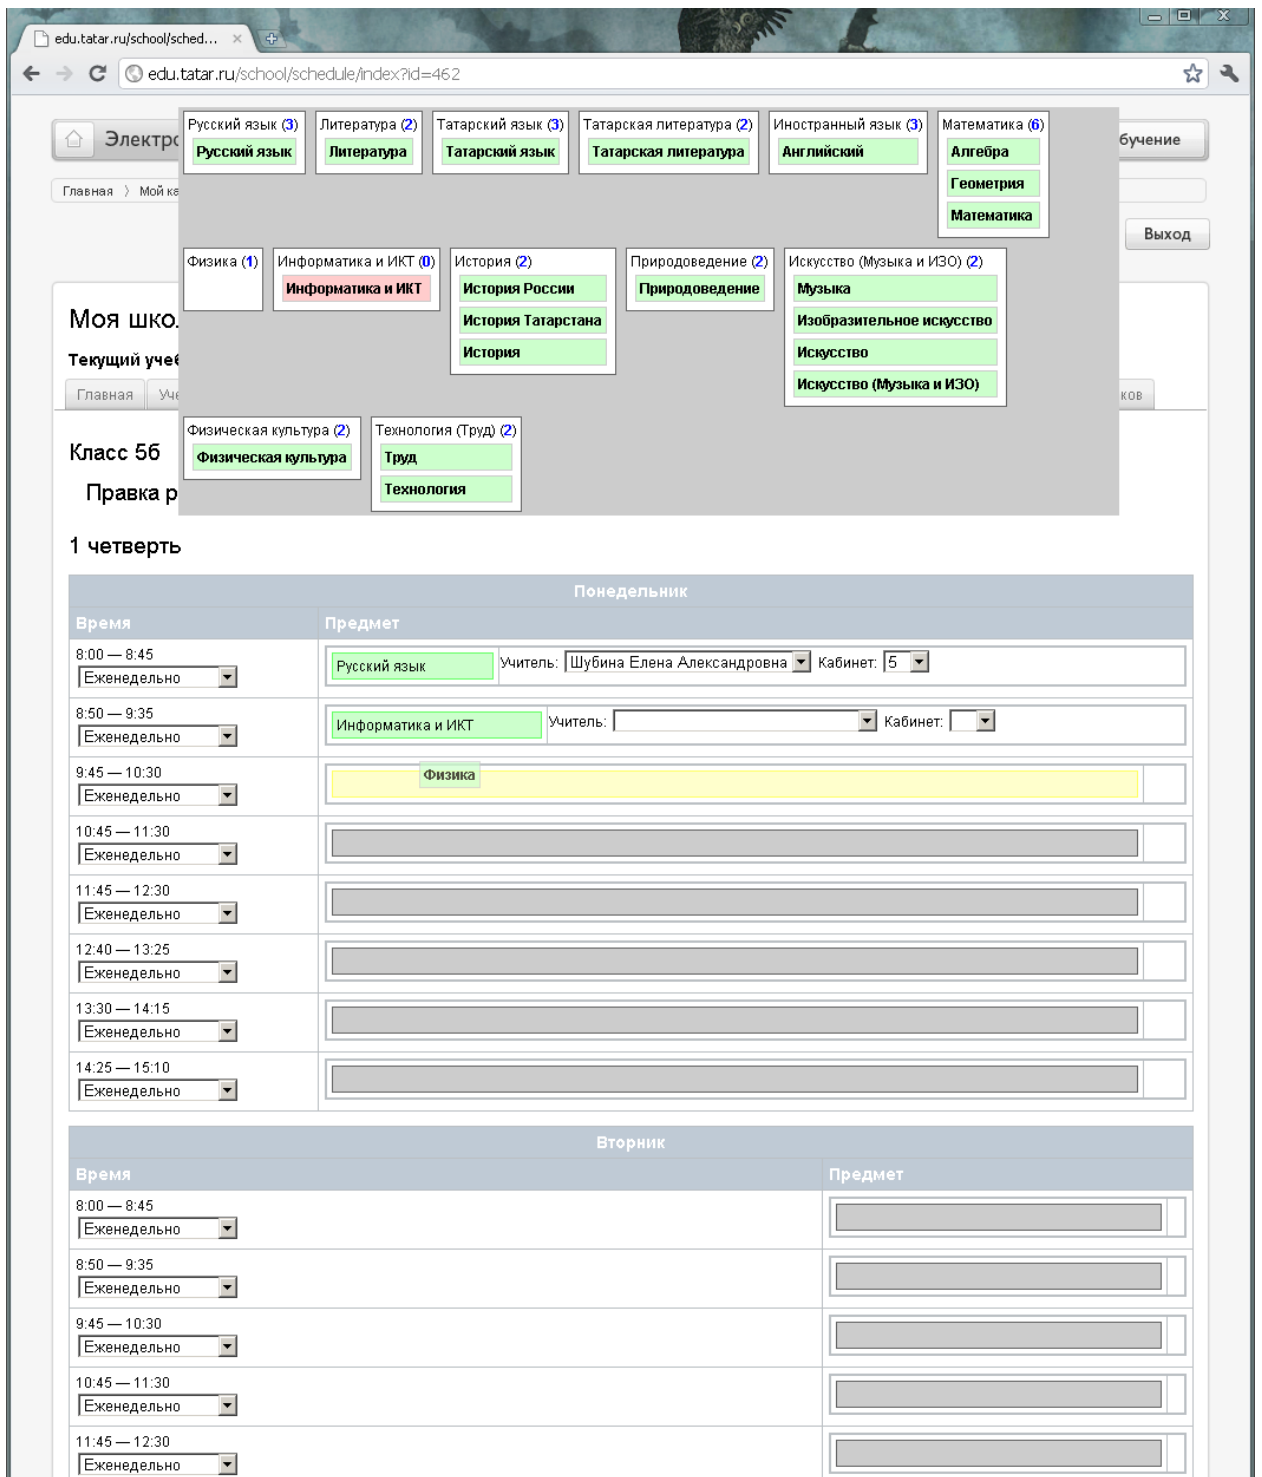 edu.tatar.ru/school/sched...
edu.tatar.ru/school/schedule/index?id=462
Электро
бучение
Главная 〉 Мой ка
Выход
Русский язык (3)
Русский язык
Литература (2)
Литература
Татарский язык (3)
Татарский язык
Татарская литература (2)
Татарская литература
Иностранный язык (3)
Английский
Математика (6)
Алгебра
Геометрия
Математика
Физика (1)
Информатика и ИКТ (0)
Информатика и ИКТ
История (2)
История России
История Татарстана
История
Природоведение (2)
Природоведение
Искусство (Музыка и ИЗО) (2)
Музыка
Изобразительное искусство
Искусство
Искусство (Музыка и ИЗО)
Физическая культура (2)
Физическая культура
Технология (Труд) (2)
Труд
Технология
Моя шко
Текущий учеб
Главная Уче ков
Класс 5б
Правка р
1 четверть
Понедельник
Время Предмет
8:00 — 8:45
Еженедельно
Русский язык Учитель: Шубина Елена Александровна Кабинет: 5
8:50 — 9:35
Еженедельно
Информатика и ИКТ Учитель: Кабинет:
9:45 — 10:30
Еженедельно
Физика
10:45 — 11:30
Еженедельно
11:45 — 12:30
Еженедельно
12:40 — 13:25
Еженедельно
13:30 — 14:15
Еженедельно
14:25 — 15:10
Еженедельно
Вторник
Время Предмет
8:00 — 8:45
Еженедельно
8:50 — 9:35
Еженедельно
9:45 — 10:30
Еженедельно
10:45 — 11:30
Еженедельно
11:45 — 12:30
Еженедельно